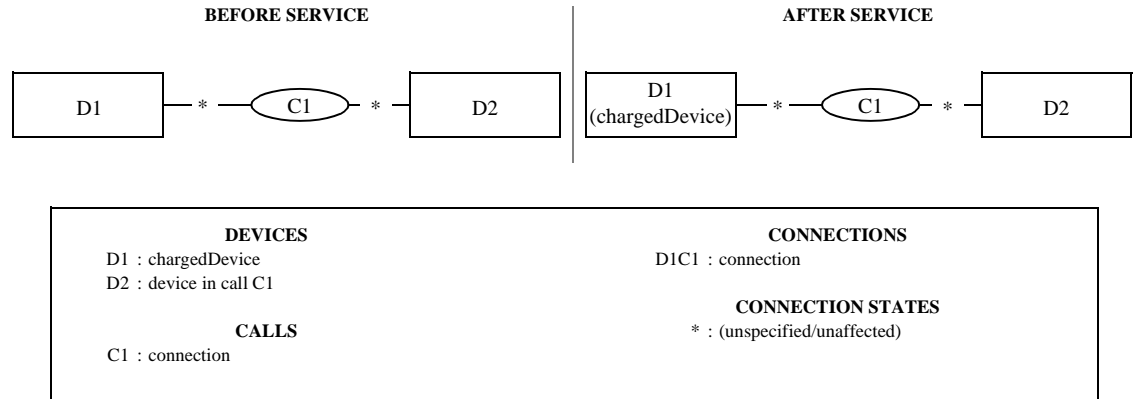 BEFORE SERVICE
AFTER SERVICE
D1 * C1 * D2
D1
(chargedDevice) * C1 * D2
DEVICES
D1 : chargedDevice
D2 : device in call C1
CALLS
C1 : connection
CONNECTIONS
D1C1 : connection
CONNECTION STATES
* : (unspecified/unaffected)